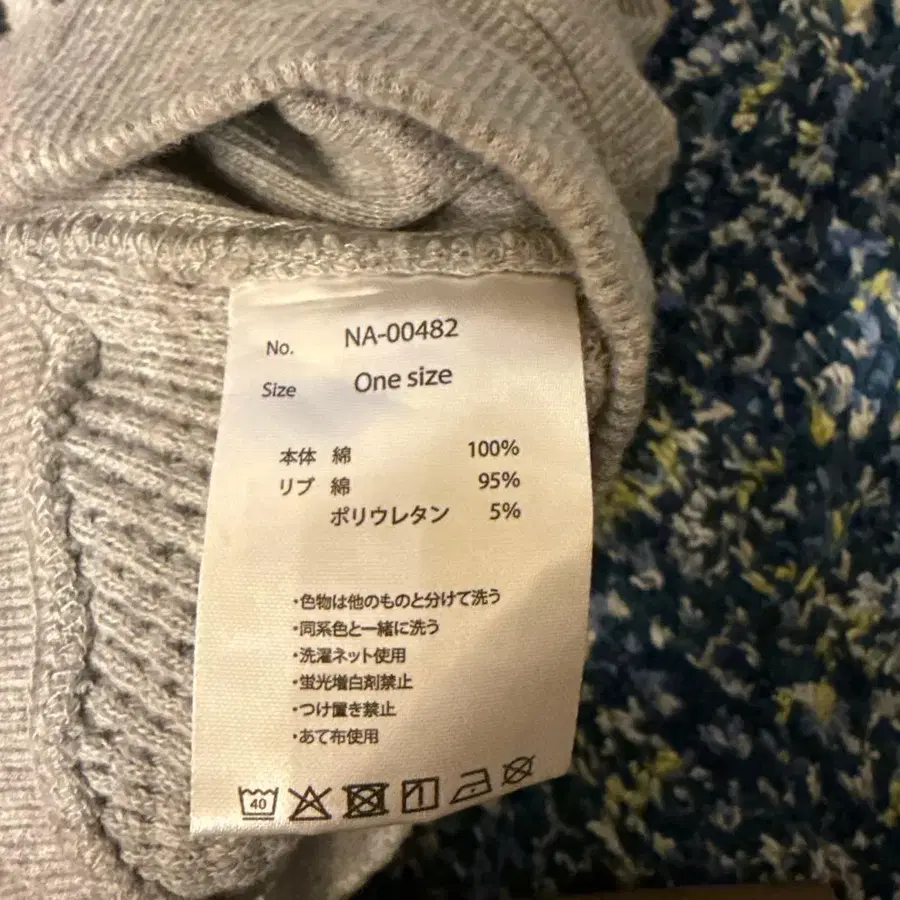 No. NA-00482
Size One size
本体 綿 100%
リブ 綿 95%
ポリウレタン 5%
・色物は他のものと分けて洗う
・同系色と一緒に洗う
・洗濯ネット使用
・蛍光増白剤禁止
・つけ置き禁止
・あて布使用
40